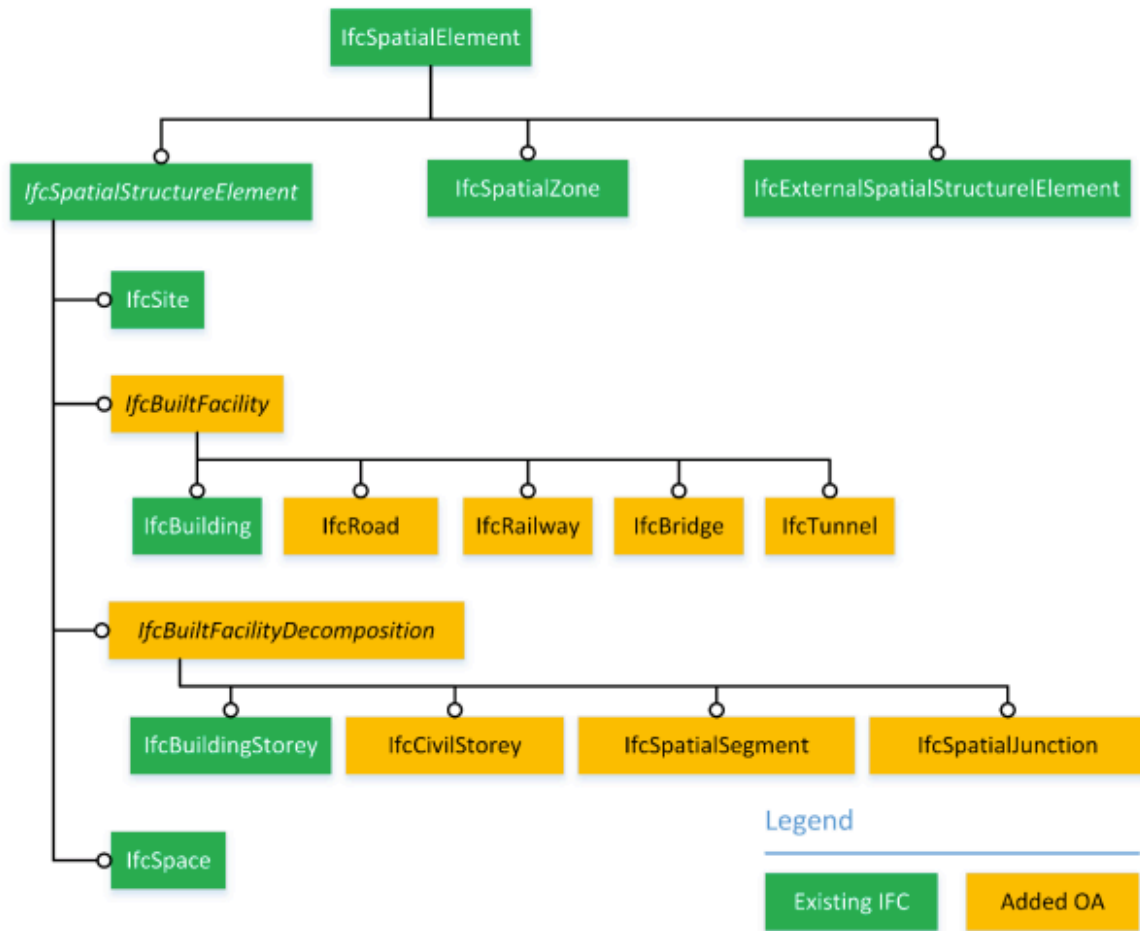 IfcSpatialElement
IfcSpatialStructureElement
IfcSpatialZone
IfcExternalSpatialStructurelElement
IfcSite
IfcBuiltFacility
IfcBuilding
IfcRoad
IfcRailway
IfcBridge
IfcTunnel
IfcBuiltFacilityDecomposition
IfcBuildingStorey
IfcCivilStorey
IfcSpatialSegment
IfcSpatialJunction
IfcSpace
Legend
Existing IFC
Added OA